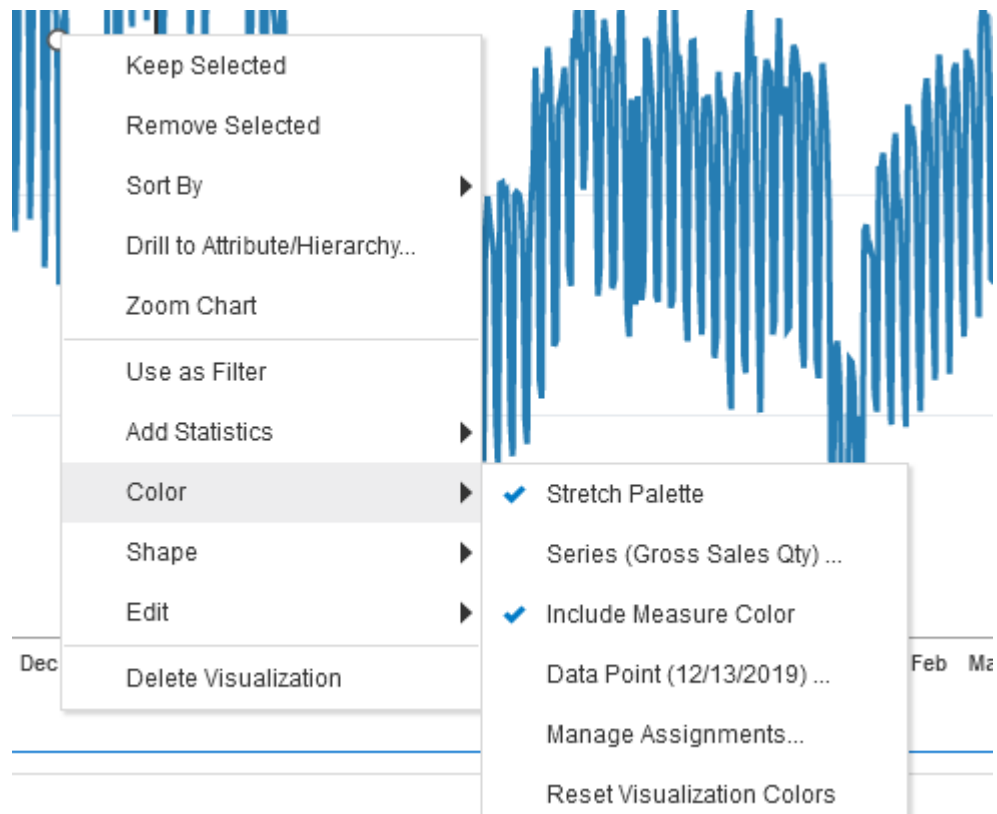 Keep Selected
Remove Selected
Sort By
Drill to Attribute/Hierarchy...
Zoom Chart
Use as Filter
Add Statistics
Color
Shape
Edit
Delete Visualization
Stretch Palette
Series (Gross Sales Qty) ...
Include Measure Color
Data Point (12/13/2019) ...
Manage Assignments...
Reset Visualization Colors
Dec
Feb Ma